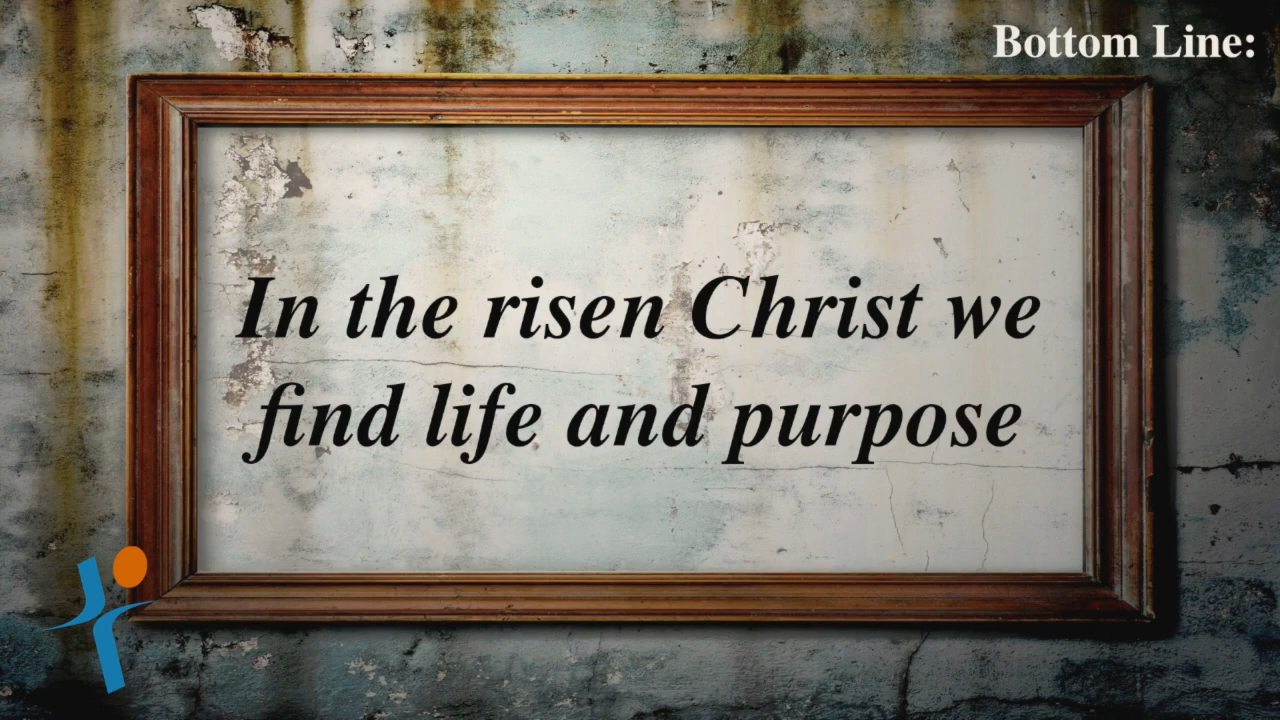 Bottom Line:
In the risen Christ we
find life and purpose